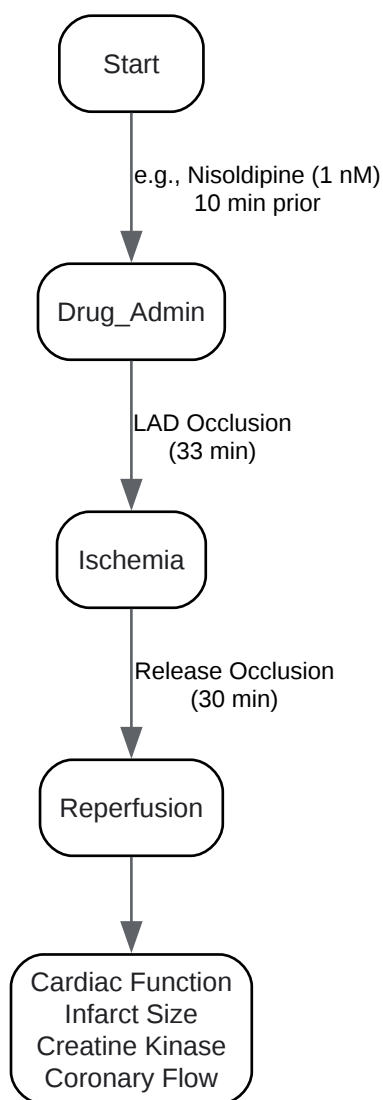 Start
e.g., Nisoldipine (1 nM)
10 min prior
Drug_Admin
LAD Occlusion
(33 min)
Ischemia
Release Occlusion
(30 min)
Reperfusion
Cardiac Function
Infarct Size
Creatine Kinase
Coronary Flow